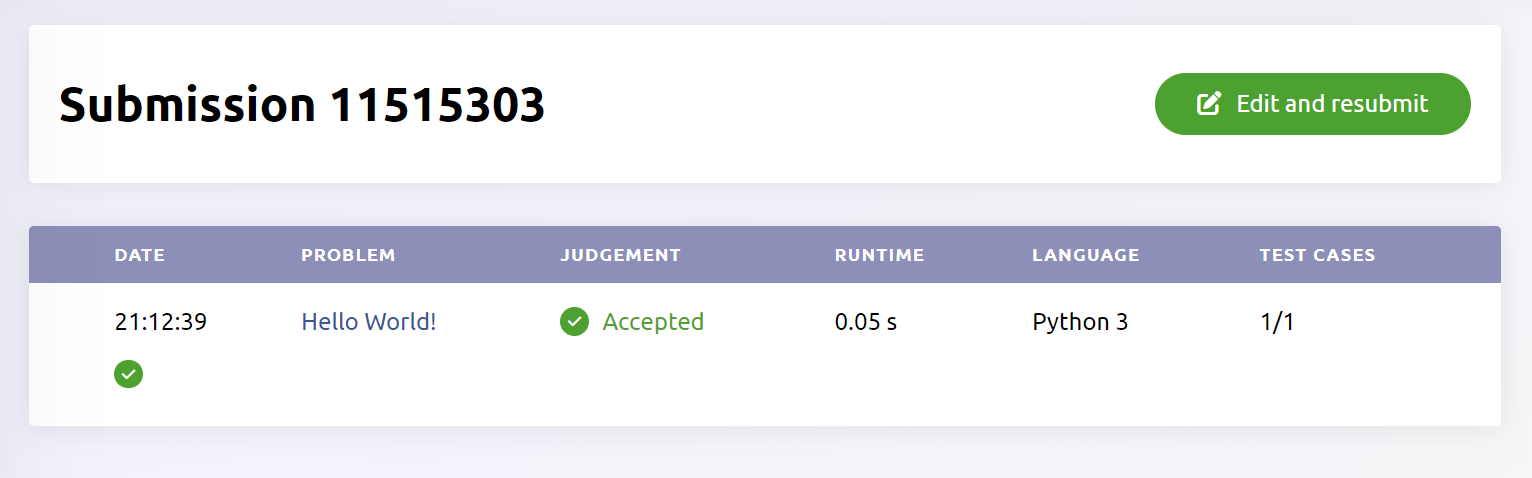 Submission 11515303
Edit and resubmit
DATE PROBLEM JUDGEMENT RUNTIME LANGUAGE TEST CASES
21:12:39 Hello World! Accepted 0.05 s Python 3 1/1